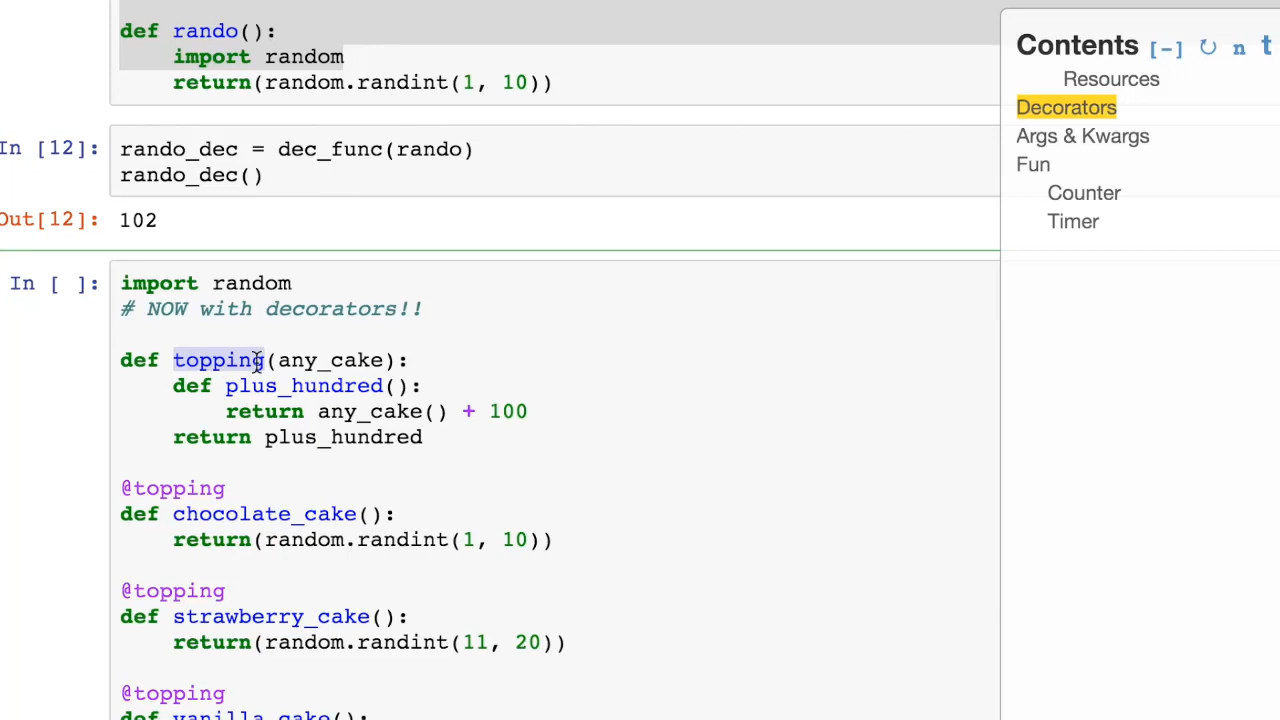 def rando():
    import random
    return(random.randint(1, 10))
In [12]:
rando_dec = dec_func(rando)
rando_dec()
Out[12]:
102
In [ ]:
import random
# NOW with decorators!!
def topping(any_cake):
    def plus_hundred():
        return any_cake() + 100
    return plus_hundred
@topping
def chocolate_cake():
    return(random.randint(1, 10))
@topping
def strawberry_cake():
    return(random.randint(11, 20))
@topping
def vanilla_cake():
Contents [-] ↻ n t
Resources
Decorators
Args & Kwargs
Fun
Counter
Timer